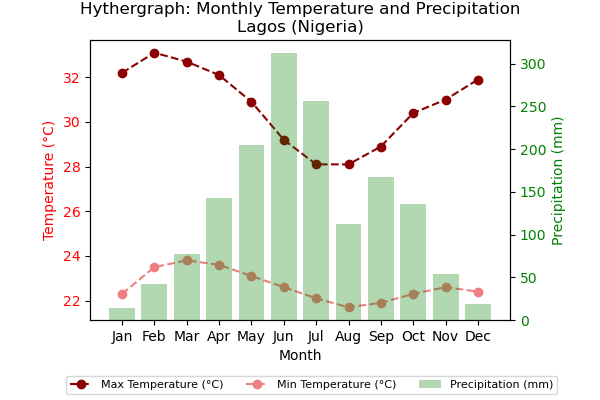 Hythergraph: Monthly Temperature and Precipitation
Lagos (Nigeria)
Temperature (°C)
32
30
28
26
24
22
300
250
200
150
100
50
0
Precipitation (mm)
Jan Feb Mar Apr May Jun Jul Aug Sep Oct Nov Dec
Month
Max Temperature (°C) Min Temperature (°C) Precipitation (mm)